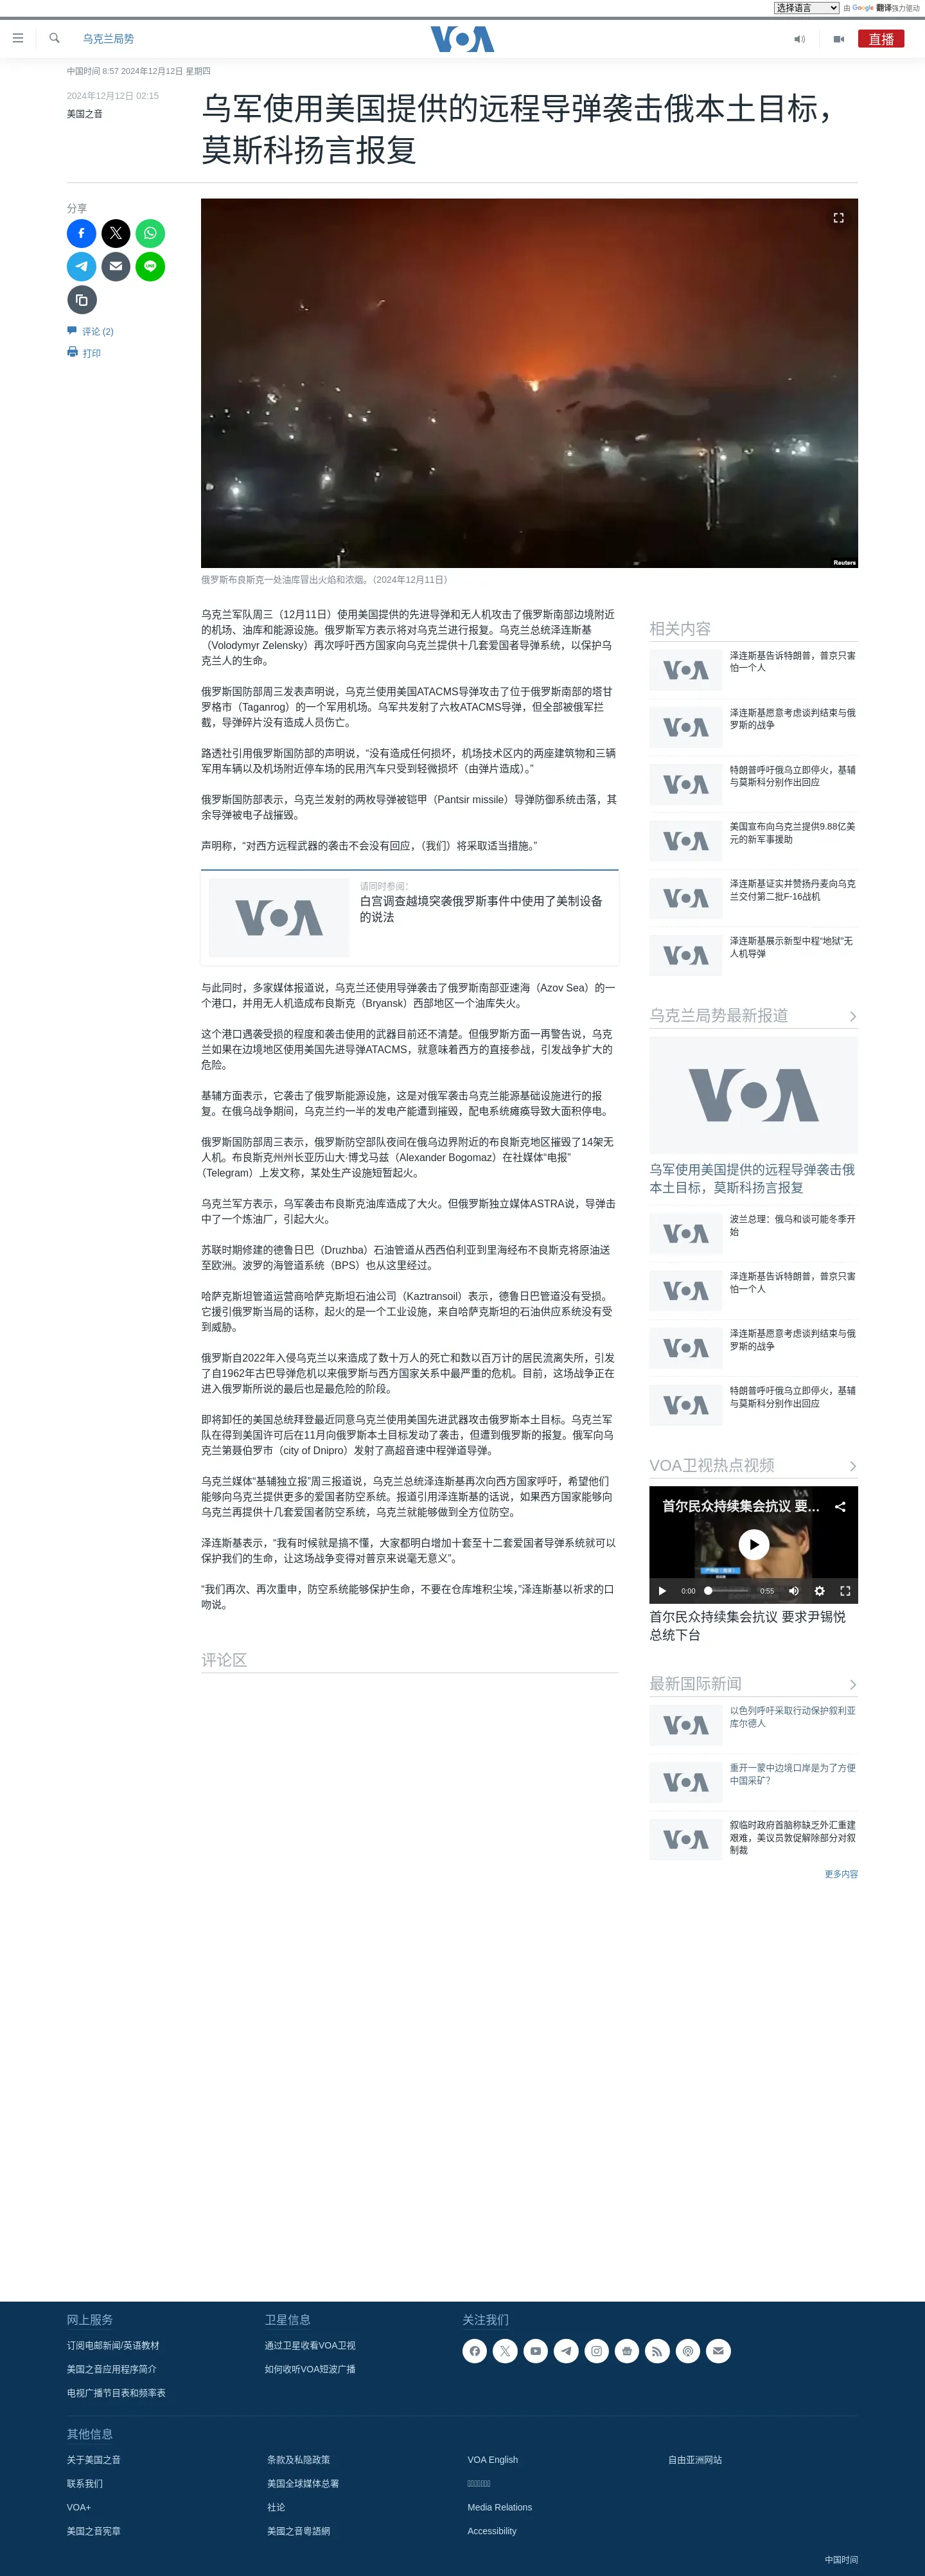 选择语言 由 Google 翻译强力驱动
乌克兰局势
VOA
直播
中国时间 8:57 2024年12月12日 星期四
2024年12月12日 02:15
美国之音
乌军使用美国提供的远程导弹袭击俄本土目标，
莫斯科扬言报复
分享
评论 (2)
打印
Reuters
俄罗斯布良斯克一处油库冒出火焰和浓烟。（2024年12月11日）
乌克兰军队周三（12月11日）使用美国提供的先进导弹和无人机攻击了俄罗斯南部边境附近
的机场、油库和能源设施。俄罗斯军方表示将对乌克兰进行报复。乌克兰总统泽连斯基
（Volodymyr Zelensky）再次呼吁西方国家向乌克兰提供十几套爱国者导弹系统，以保护乌
克兰人的生命。
俄罗斯国防部周三发表声明说，乌克兰使用美国ATACMS导弹攻击了位于俄罗斯南部的塔甘
罗格市（Taganrog）的一个军用机场。乌军共发射了六枚ATACMS导弹，但全部被俄军拦
截，导弹碎片没有造成人员伤亡。
路透社引用俄罗斯国防部的声明说，“没有造成任何损坏，机场技术区内的两座建筑物和三辆
军用车辆以及机场附近停车场的民用汽车只受到轻微损坏（由弹片造成）。”
俄罗斯国防部表示，乌克兰发射的两枚导弹被铠甲（Pantsir missile）导弹防御系统击落，其
余导弹被电子战摧毁。
声明称，“对西方远程武器的袭击不会没有回应，（我们）将采取适当措施。”
VOA
请同时参阅：
白宫调查越境突袭俄罗斯事件中使用了美制设备
的说法
与此同时，多家媒体报道说，乌克兰还使用导弹袭击了俄罗斯南部亚速海（Azov Sea）的一
个港口，并用无人机造成布良斯克（Bryansk）西部地区一个油库失火。
这个港口遇袭受损的程度和袭击使用的武器目前还不清楚。但俄罗斯方面一再警告说，乌克
兰如果在边境地区使用美国先进导弹ATACMS，就意味着西方的直接参战，引发战争扩大的
危险。
基辅方面表示，它袭击了俄罗斯能源设施，这是对俄军袭击乌克兰能源基础设施进行的报
复。在俄乌战争期间，乌克兰约一半的发电产能遭到摧毁，配电系统瘫痪导致大面积停电。
俄罗斯国防部周三表示，俄罗斯防空部队夜间在俄乌边界附近的布良斯克地区摧毁了14架无
人机。布良斯克州州长亚历山大·博戈马兹（Alexander Bogomaz）在社媒体“电报”
（Telegram）上发文称，某处生产设施短暂起火。
乌克兰军方表示，乌军袭击布良斯克油库造成了大火。但俄罗斯独立媒体ASTRA说，导弹击
中了一个炼油厂，引起大火。
苏联时期修建的德鲁日巴（Druzhba）石油管道从西西伯利亚到里海经布不良斯克将原油送
至欧洲。波罗的海管道系统（BPS）也从这里经过。
哈萨克斯坦管道运营商哈萨克斯坦石油公司（Kaztransoil）表示，德鲁日巴管道没有受损。
它援引俄罗斯当局的话称，起火的是一个工业设施，来自哈萨克斯坦的石油供应系统没有受
到威胁。
俄罗斯自2022年入侵乌克兰以来造成了数十万人的死亡和数以百万计的居民流离失所，引发
了自1962年古巴导弹危机以来俄罗斯与西方国家关系中最严重的危机。目前，这场战争正在
进入俄罗斯所说的最后也是最危险的阶段。
即将卸任的美国总统拜登最近同意乌克兰使用美国先进武器攻击俄罗斯本土目标。乌克兰军
队在得到美国许可后在11月向俄罗斯本土目标发动了袭击，但遭到俄罗斯的报复。俄军向乌
克兰第聂伯罗市（city of Dnipro）发射了高超音速中程弹道导弹。
乌克兰媒体“基辅独立报”周三报道说，乌克兰总统泽连斯基再次向西方国家呼吁，希望他们
能够向乌克兰提供更多的爱国者防空系统。报道引用泽连斯基的话说，如果西方国家能够向
乌克兰再提供十几套爱国者防空系统，乌克兰就能够做到全方位防空。
泽连斯基表示，“我有时候就是搞不懂，大家都明白增加十套至十二套爱国者导弹系统就可以
保护我们的生命，让这场战争变得对普京来说毫无意义”。
“我们再次、再次重申，防空系统能够保护生命，不要在仓库堆积尘埃，”泽连斯基以祈求的口
吻说。
评论区
相关内容
VOA
泽连斯基告诉特朗普，普京只害
怕一个人
VOA
泽连斯基愿意考虑谈判结束与俄
罗斯的战争
VOA
特朗普呼吁俄乌立即停火，基辅
与莫斯科分别作出回应
VOA
美国宣布向乌克兰提供9.88亿美
元的新军事援助
VOA
泽连斯基证实并赞扬丹麦向乌克
兰交付第二批F-16战机
VOA
泽连斯基展示新型中程“地狱”无
人机导弹
乌克兰局势最新报道
VOA
乌军使用美国提供的远程导弹袭击俄
本土目标，莫斯科扬言报复
VOA
波兰总理：俄乌和谈可能冬季开
始
VOA
泽连斯基告诉特朗普，普京只害
怕一个人
VOA
泽连斯基愿意考虑谈判结束与俄
罗斯的战争
VOA
特朗普呼吁俄乌立即停火，基辅
与莫斯科分别作出回应
VOA卫视热点视频
首尔民众持续集会抗议 要...
0:00 0:55
首尔民众持续集会抗议 要求尹锡悦
总统下台
最新国际新闻
VOA
以色列呼吁采取行动保护叙利亚
库尔德人
VOA
重开一蒙中边境口岸是为了方便
中国采矿？
VOA
叙临时政府首脑称缺乏外汇重建
艰难，美议员敦促解除部分对叙
制裁
更多内容
网上服务
订阅电邮新闻/英语教材
美国之音应用程序简介
电视广播节目表和频率表
卫星信息
通过卫星收看VOA卫视
如何收听VOA短波广播
关注我们
其他信息
关于美国之音
联系我们
VOA+
美国之音宪章
条款及私隐政策
美国全球媒体总署
社论
美國之音粵語網
VOA English
Media Relations
Accessibility
自由亚洲网站
中国时间